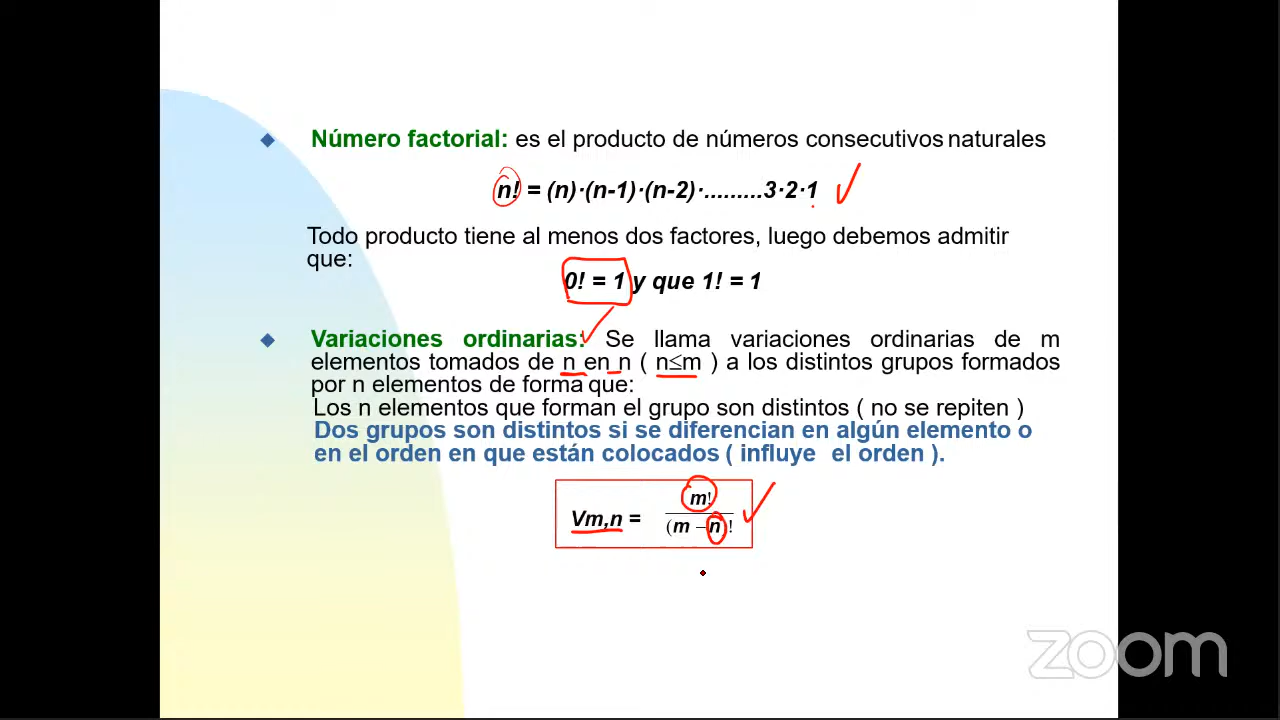 Número factorial: es el producto de números consecutivos naturales
n! = (n)·(n-1)·(n-2)·.........3·2·1
Todo producto tiene al menos dos factores, luego debemos admitir
que:
0! = 1 y que 1! = 1
Variaciones ordinarias: Se llama variaciones ordinarias de m
elementos tomados de n en n ( n≤m ) a los distintos grupos formados
por n elementos de forma que:
Los n elementos que forman el grupo son distintos ( no se repiten )
Dos grupos son distintos si se diferencian en algún elemento o
en el orden en que están colocados ( influye el orden ).
m!
Vm,n =
(m −n)!
zoom